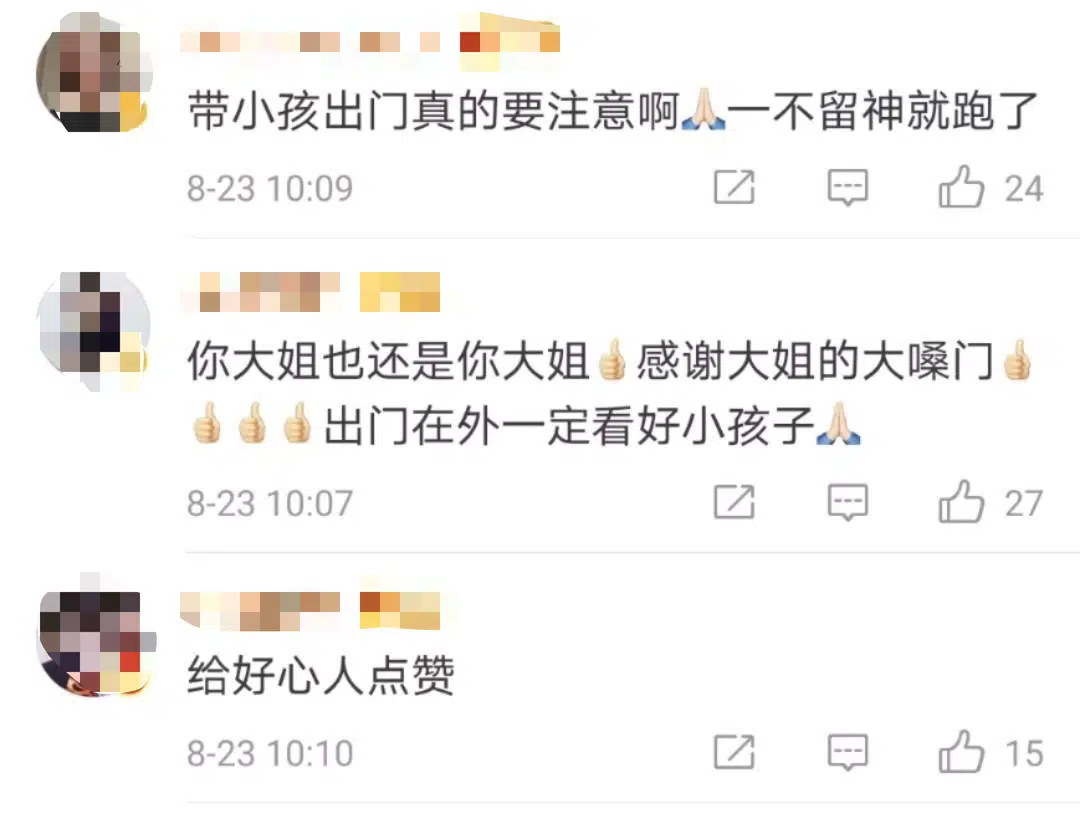 带小孩出门真的要注意啊🙏🏻一不留神就跑了
8-23 10:09
24
你大姐也还是你大姐👍🏻感谢大姐的大嗓门👍🏻
👍🏻👍🏻👍🏻出门在外一定看好小孩子🙏🏻
8-23 10:07
27
给好心人点赞
8-23 10:10
15